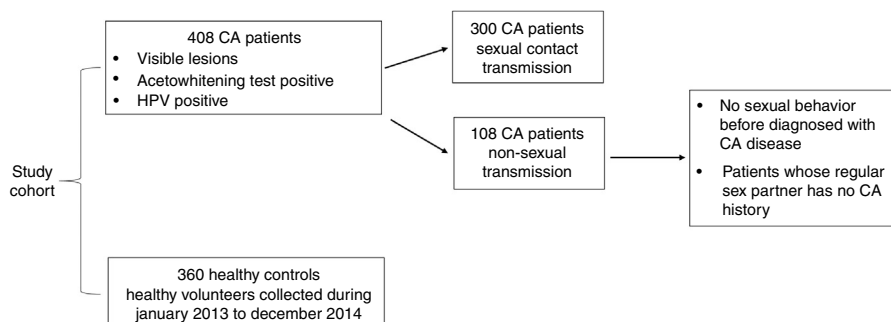 Study
cohort
408 CA patients
• Visible lesions
• Acetowhitening test positive
• HPV positive
300 CA patients
sexual contact
transmission
108 CA patients
non-sexual
transmission
• No sexual behavior
before diagnosed with
CA disease
• Patients whose regular
sex partner has no CA
history
360 healthy controls
healthy volunteers collected during
january 2013 to december 2014